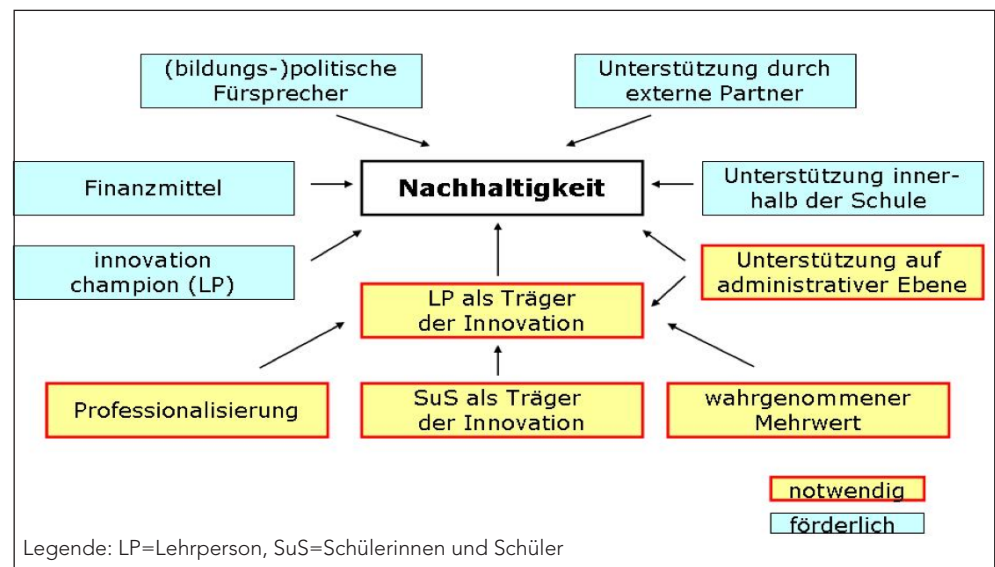 (bildungs-)politische
Fürsprecher
Unterstützung durch
externe Partner
Finanzmittel
Nachhaltigkeit
Unterstützung inner-
halb der Schule
innovation
champion (LP)
Unterstützung auf
administrativer Ebene
LP als Träger
der Innovation
Professionalisierung
SuS als Träger
der Innovation
wahrgenommener
Mehrwert
notwendig
förderlich
Legende: LP=Lehrperson, SuS=Schülerinnen und Schüler